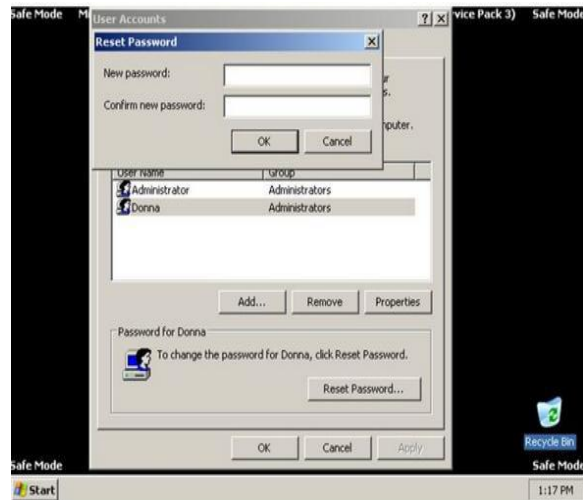 Safe Mode
M
User Accounts
vice Pack 3)
Safe Mode
Reset Password
New password:
Confirm new password:
OK
Cancel
r
s.
nputer.
User Name
Group
Administrator
Administrators
Donna
Administrators
Add...
Remove
Properties
Password for Donna
To change the password for Donna, click Reset Password.
Reset Password...
OK
Cancel
Apply
Recycle Bin
Safe Mode
Safe Mode
Start
1:17 PM